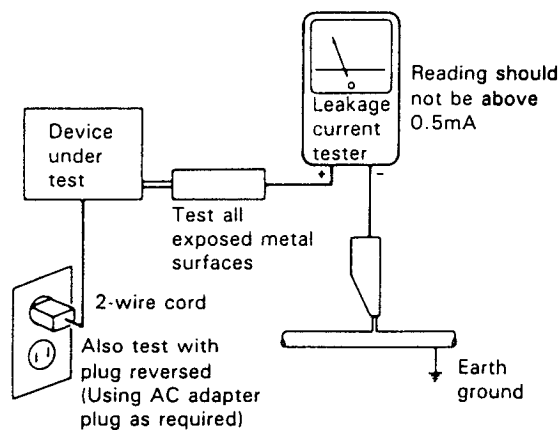 Leakage
current
tester
+ -
Reading should
not be above
0.5mA
Device
under
test
Test all
exposed metal
surfaces
2-wire cord
Also test with
plug reversed
(Using AC adapter
plug as required)
Earth
ground